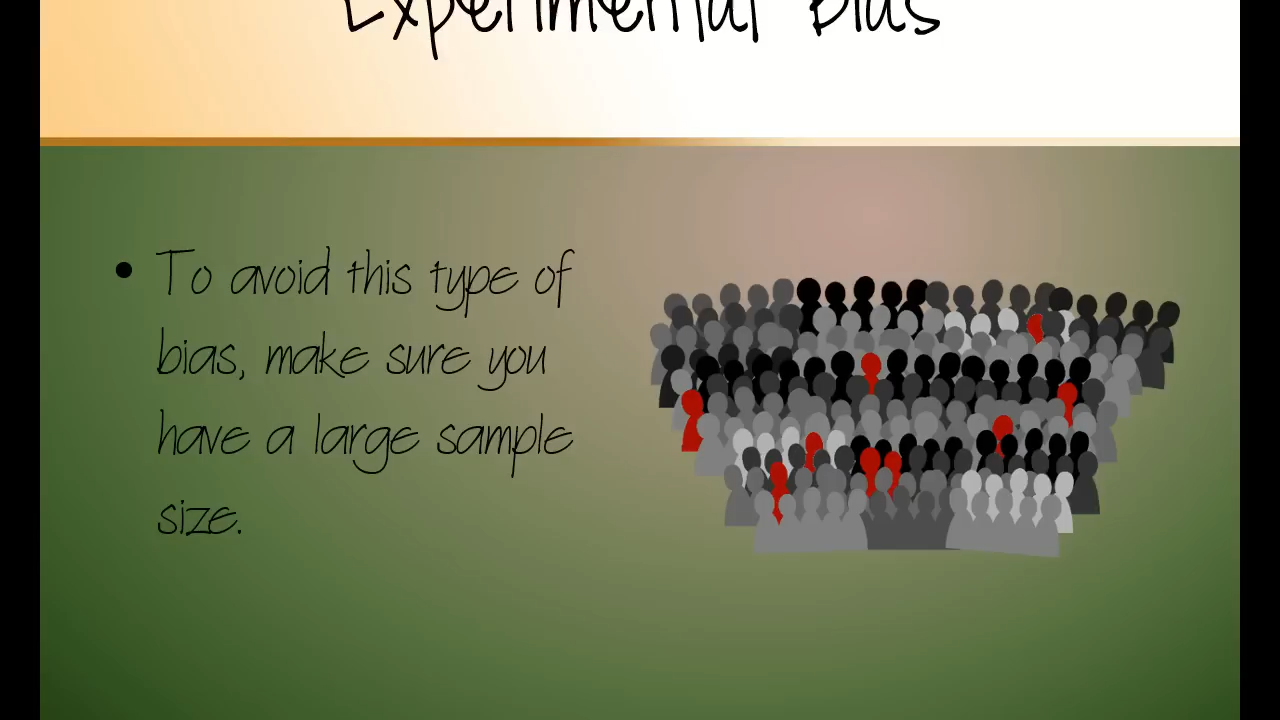 Experimental Bias
• To avoid this type of
bias, make sure you
have a large sample
size.